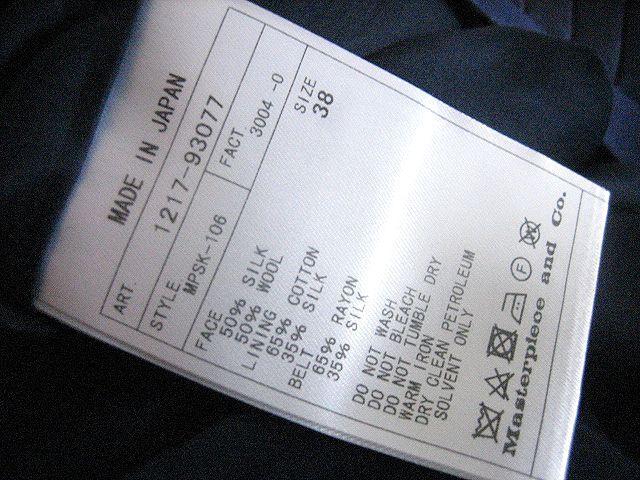 MADE IN JAPAN
ART. 1217-93077
STYLE MPSK-106
FACT 3004 -0
SIZE
38
FACE
50% SILK
50% WOOL
LINING
65% COTTON
35% SILK
BELT
65% RAYON
35% SILK
DO NOT WASH
DO NOT BLEACH
DO NOT TUMBLE DRY
WARM IRON
DRY CLEAN PETROLEUM
SOLVENT ONLY
F W
Masterpiece and Co.